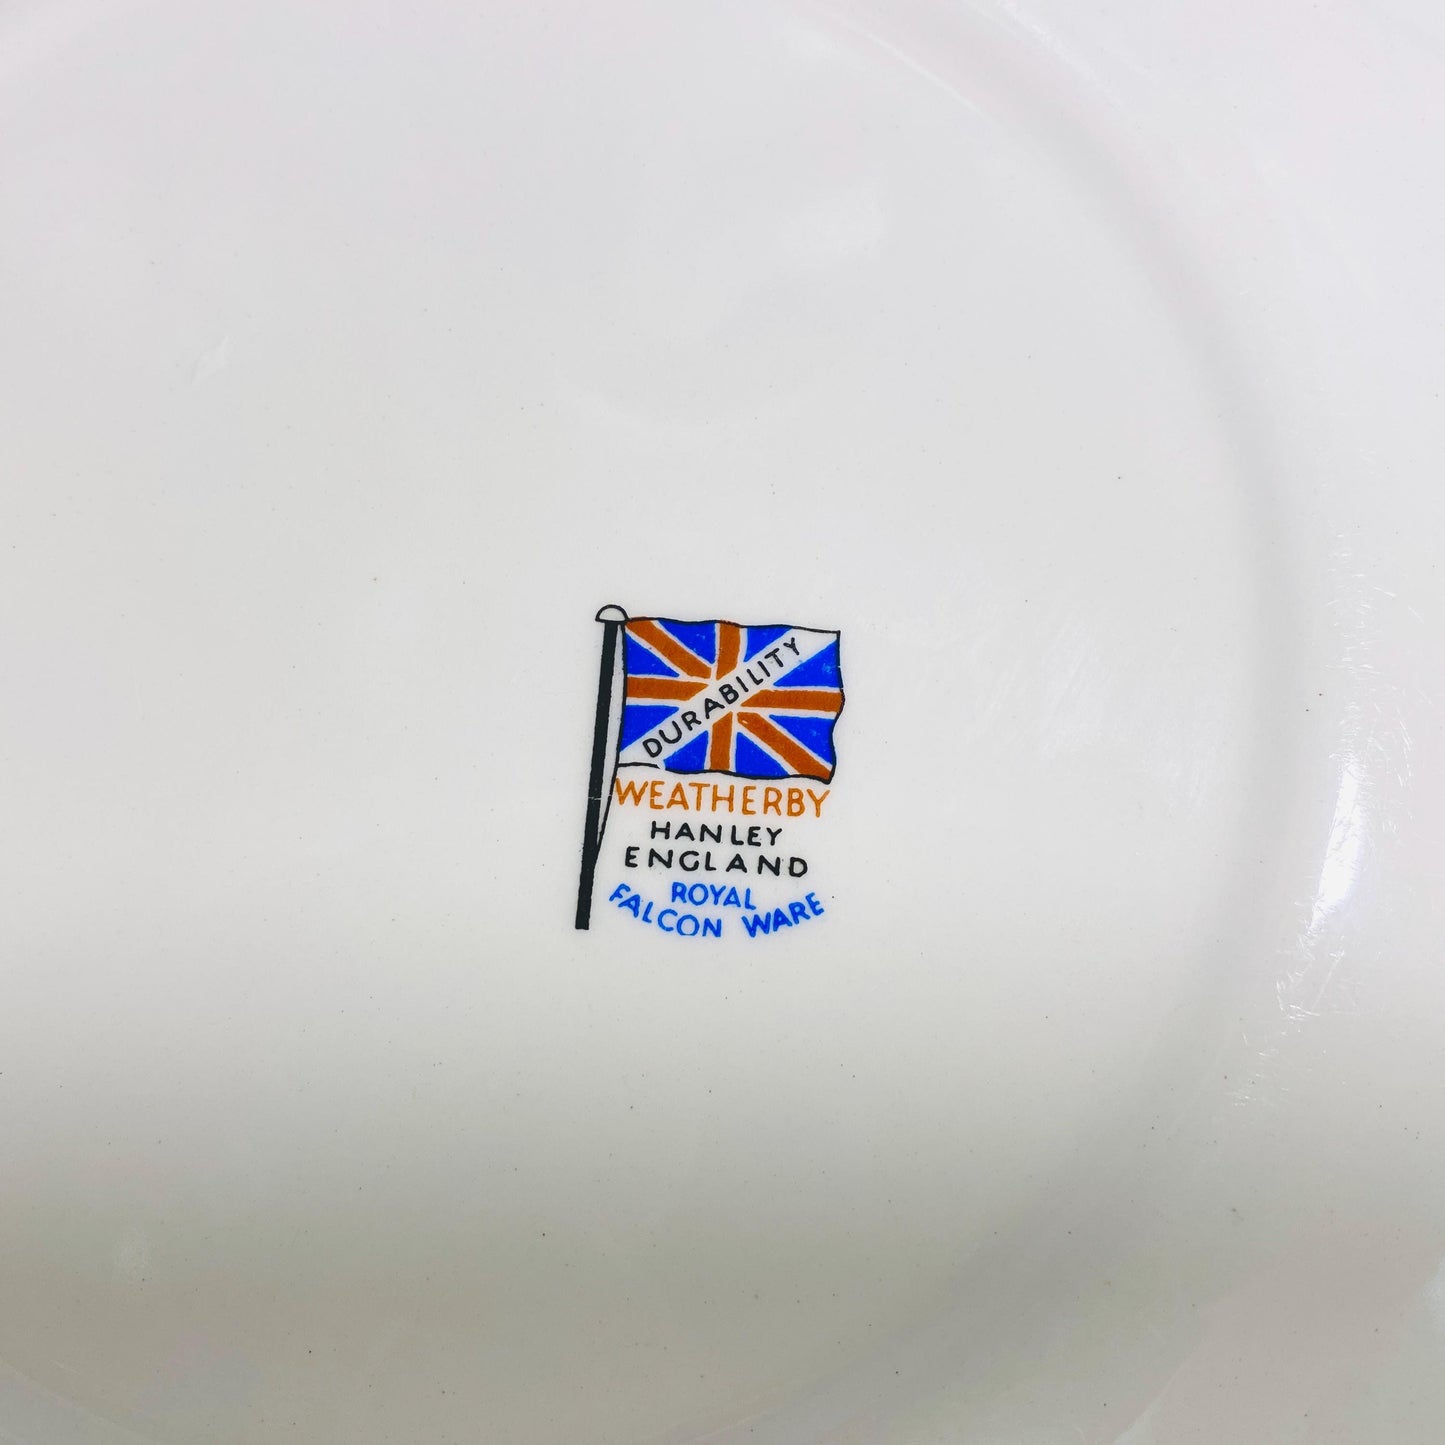 DURABILITY
WEATHERBY
HANLEY
ENGLAND
ROYAL
FALCON WARE